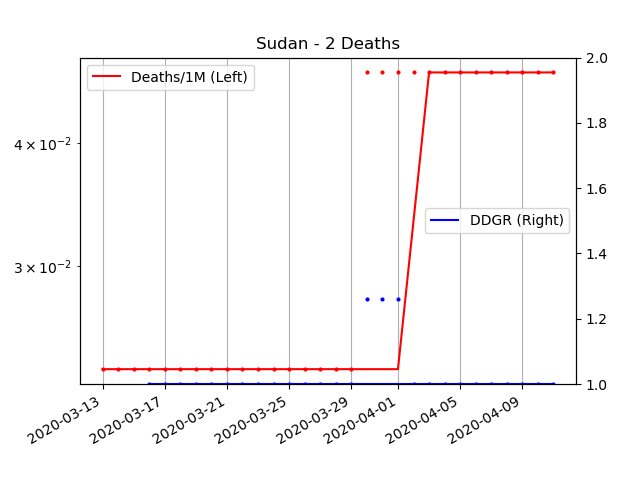 Sudan - 2 Deaths
Deaths/1M (Left)
DDGR (Right)
4 × 10⁻²
3 × 10⁻²
2.0
1.8
1.6
1.4
1.2
1.0
2020-03-13
2020-03-17
2020-03-21
2020-03-25
2020-03-29
2020-04-01
2020-04-05
2020-04-09